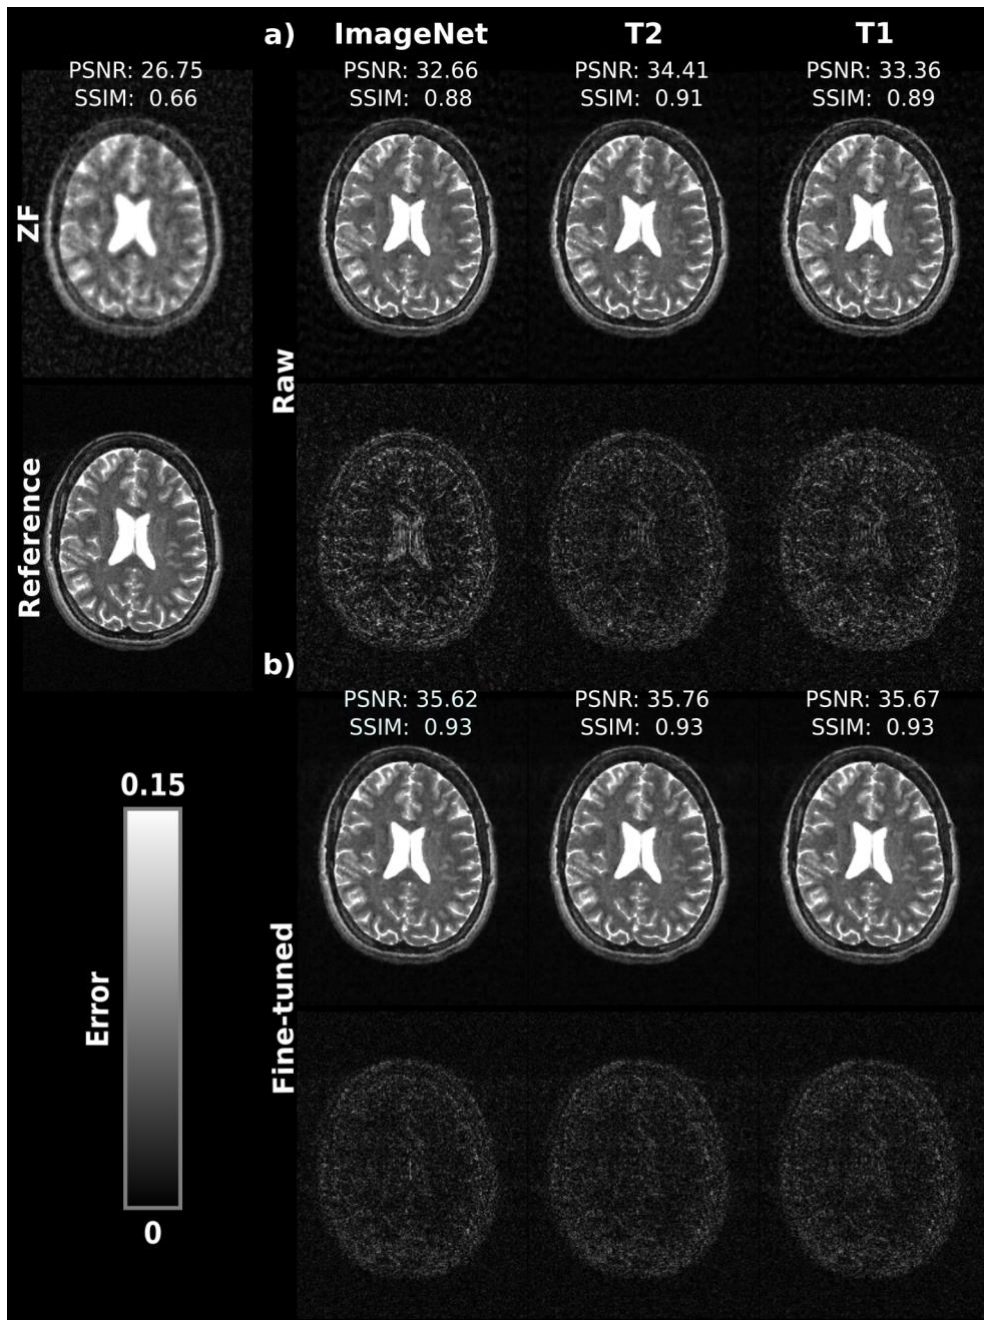 a) ImageNet T2 T1
PSNR: 26.75
SSIM: 0.66
PSNR: 32.66
SSIM: 0.88
PSNR: 34.41
SSIM: 0.91
PSNR: 33.36
SSIM: 0.89
ZF
Raw
Reference
b)
PSNR: 35.62
SSIM: 0.93
PSNR: 35.76
SSIM: 0.93
PSNR: 35.67
SSIM: 0.93
0.15
Error
0
Fine-tuned